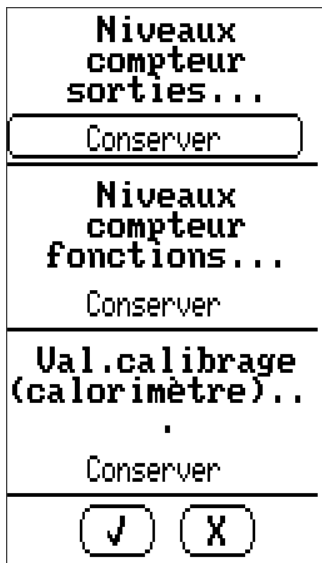 Niveaux
compteur
sorties...
Conserver
Niveaux
compteur
fonctions...
Conserver
Val.calibrage
(calorimètre)..
.
Conserver
√ X